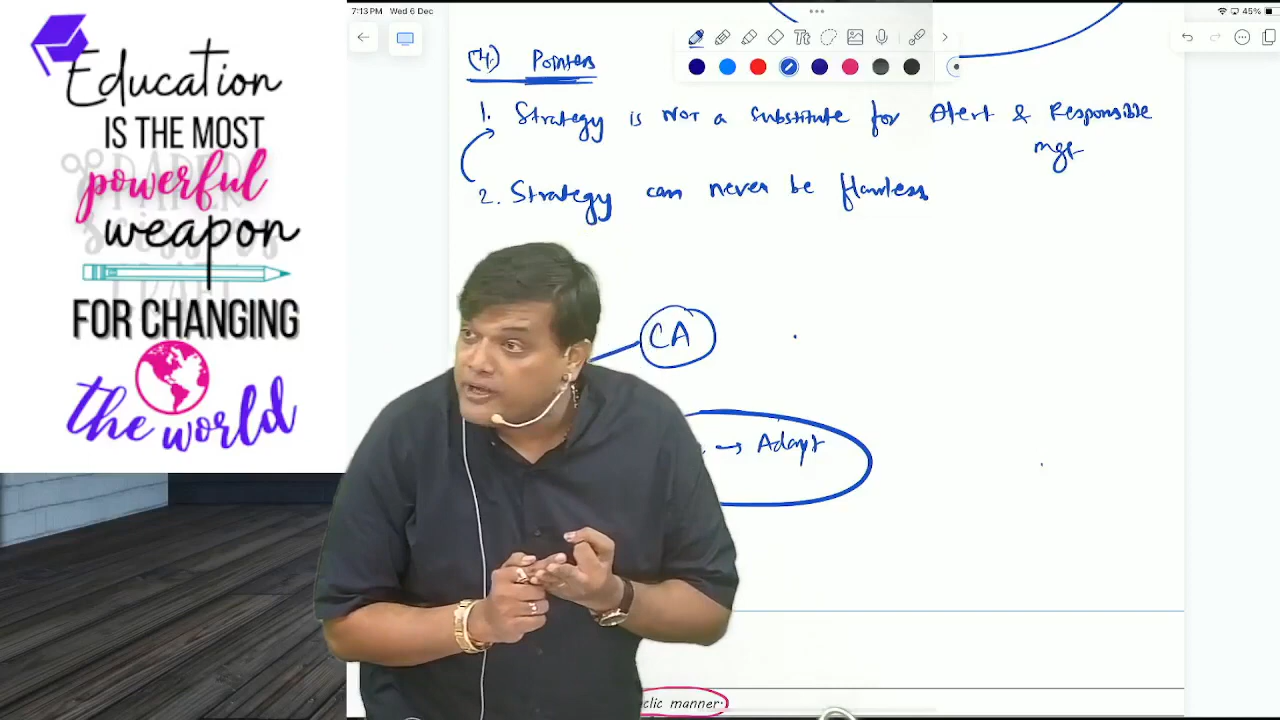 7:13 PM Wed 6 Dec
45%
Education
IS THE MOST
powerful
weapon
FOR CHANGING
the world
(4) Pointers
1. Strategy is NOT a substitute for Alert & Responsible
mgt
2. Strategy can never be flawless
CA
→ Adapt
clic manner.